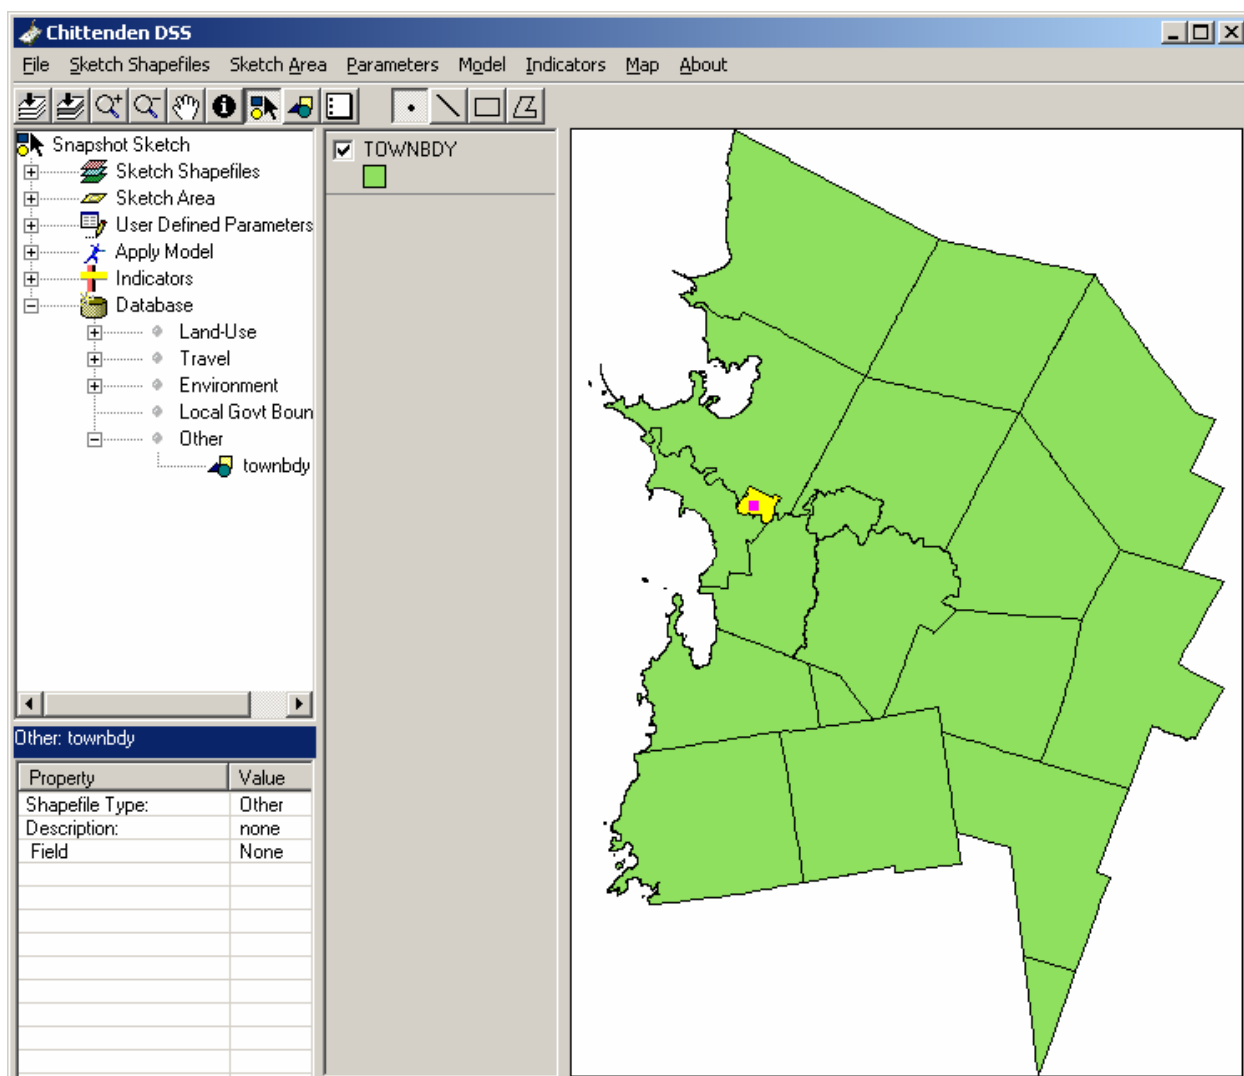 Chittenden DSS
File Sketch Shapefiles Sketch Area Parameters Model Indicators Map About
Snapshot Sketch
Sketch Shapefiles
Sketch Area
User Defined Parameters
Apply Model
Indicators
Database
Land-Use
Travel
Environment
Local Govt Boun
Other
townbdy
TOWNBDY
Other: townbdy
Property Value
Shapefile Type: Other
Description: none
Field None